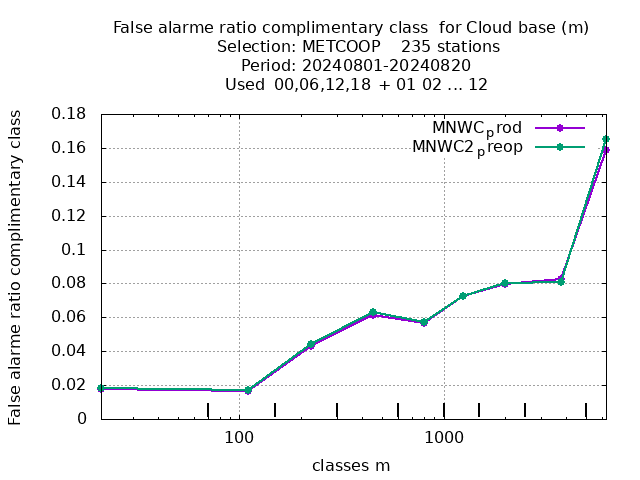 False alarme ratio complimentary class  for Cloud base (m)
Selection: METCOOP    235 stations
Period: 20240801-20240820
Used  00,06,12,18 + 01 02 ... 12
False alarme ratio complimentary class
0.18
0.16
0.14
0.12
0.1
0.08
0.06
0.04
0.02
0
MNWCprod
MNWC2preop
100
1000
classes m